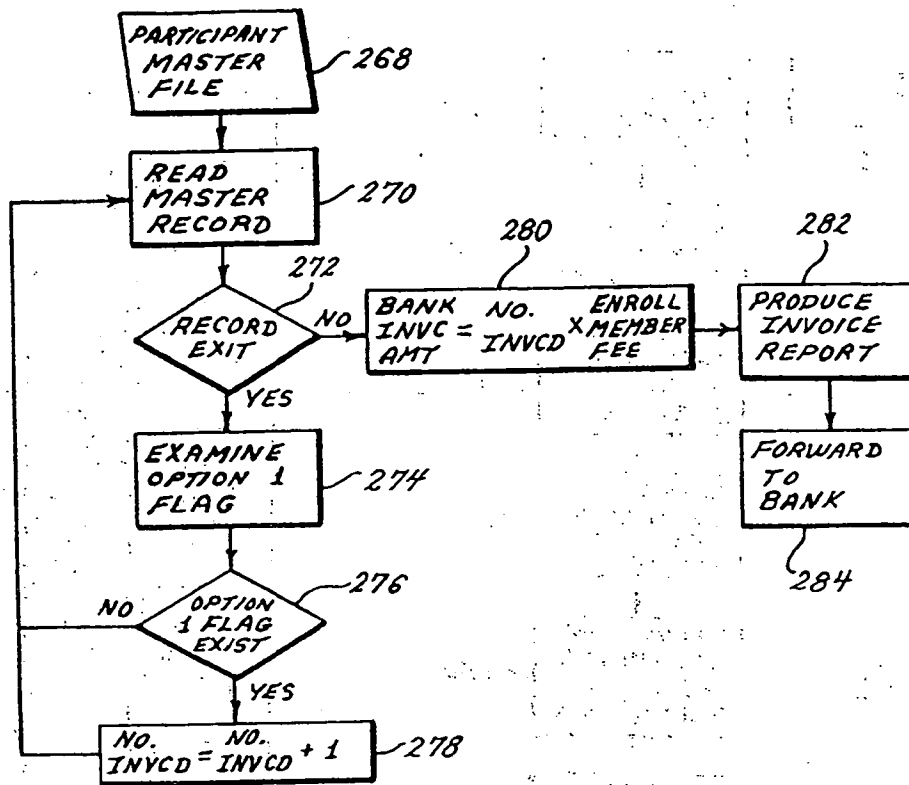 PARTICIPANT
MASTER
FILE
268
READ
MASTER
RECORD
270
272
RECORD
EXIT
NO
YES
280
BANK
INVC
AMT
=
NO.
INVCD
X
ENROLL
MEMBER
FEE
282
PRODUCE
INVOICE
REPORT
FORWARD
TO
BANK
284
EXAMINE
OPTION 1
FLAG
274
276
OPTION
1 FLAG
EXIST
NO
YES
NO.
INVCD
=
NO.
INVCD
+ 1
278